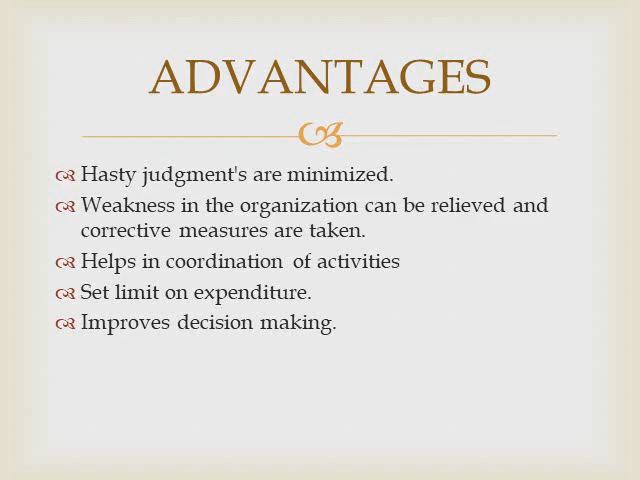 ADVANTAGES
Hasty judgment's are minimized.
Weakness in the organization can be relieved and
corrective measures are taken.
Helps in coordination of activities
Set limit on expenditure.
Improves decision making.